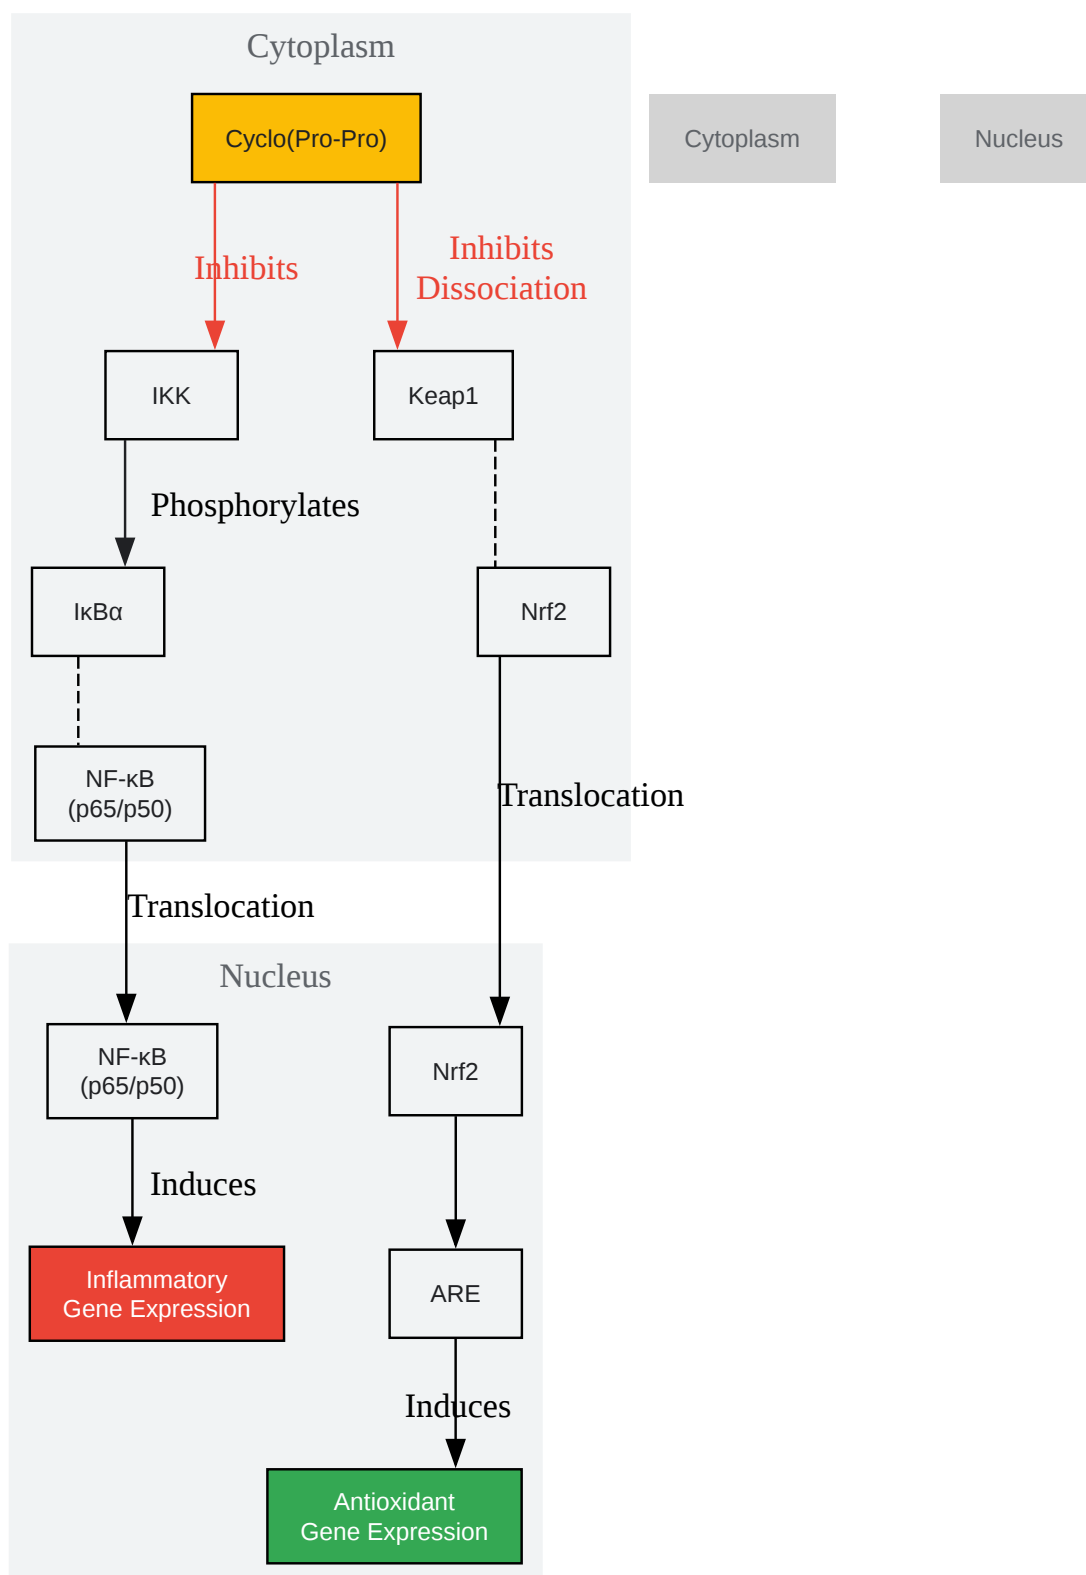 Cytoplasm
Cyclo(Pro-Pro)
Cytoplasm
Nucleus
Inhibits
Inhibits
Dissociation
IKK
Keap1
Phosphorylates
IκBα
Nrf2
NF-κB
(p65/p50)
Translocation
Translocation
Nucleus
NF-κB
(p65/p50)
Nrf2
Induces
Inflammatory
Gene Expression
ARE
Induces
Antioxidant
Gene Expression